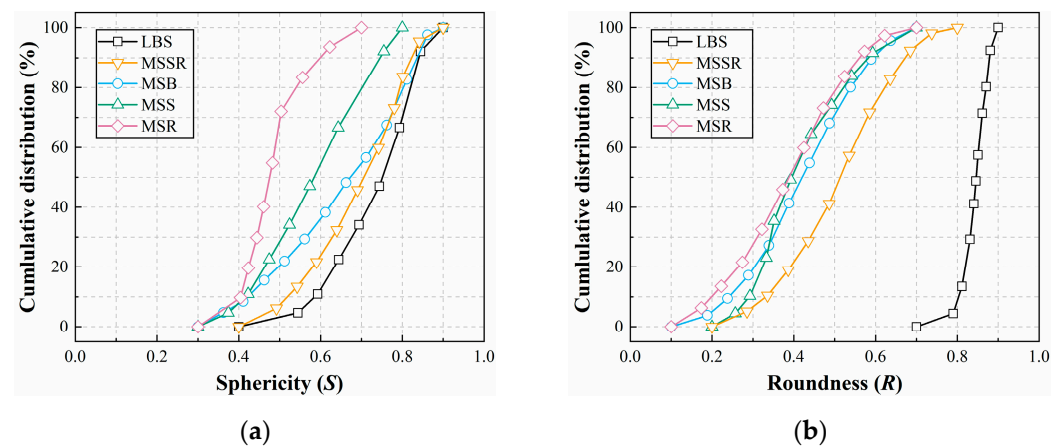 100
80
60
40
20
0
Cumlulative distribution (%)
LBS
MSSR
MSB
MSS
MSR
0.0 0.2 0.4 0.6 0.8 1.0
Sphericity (S)
(a)
100
80
60
40
20
0
Cumlulative distribution (%)
LBS
MSSR
MSB
MSS
MSR
0.0 0.2 0.4 0.6 0.8 1.0
Roundness (R)
(b)